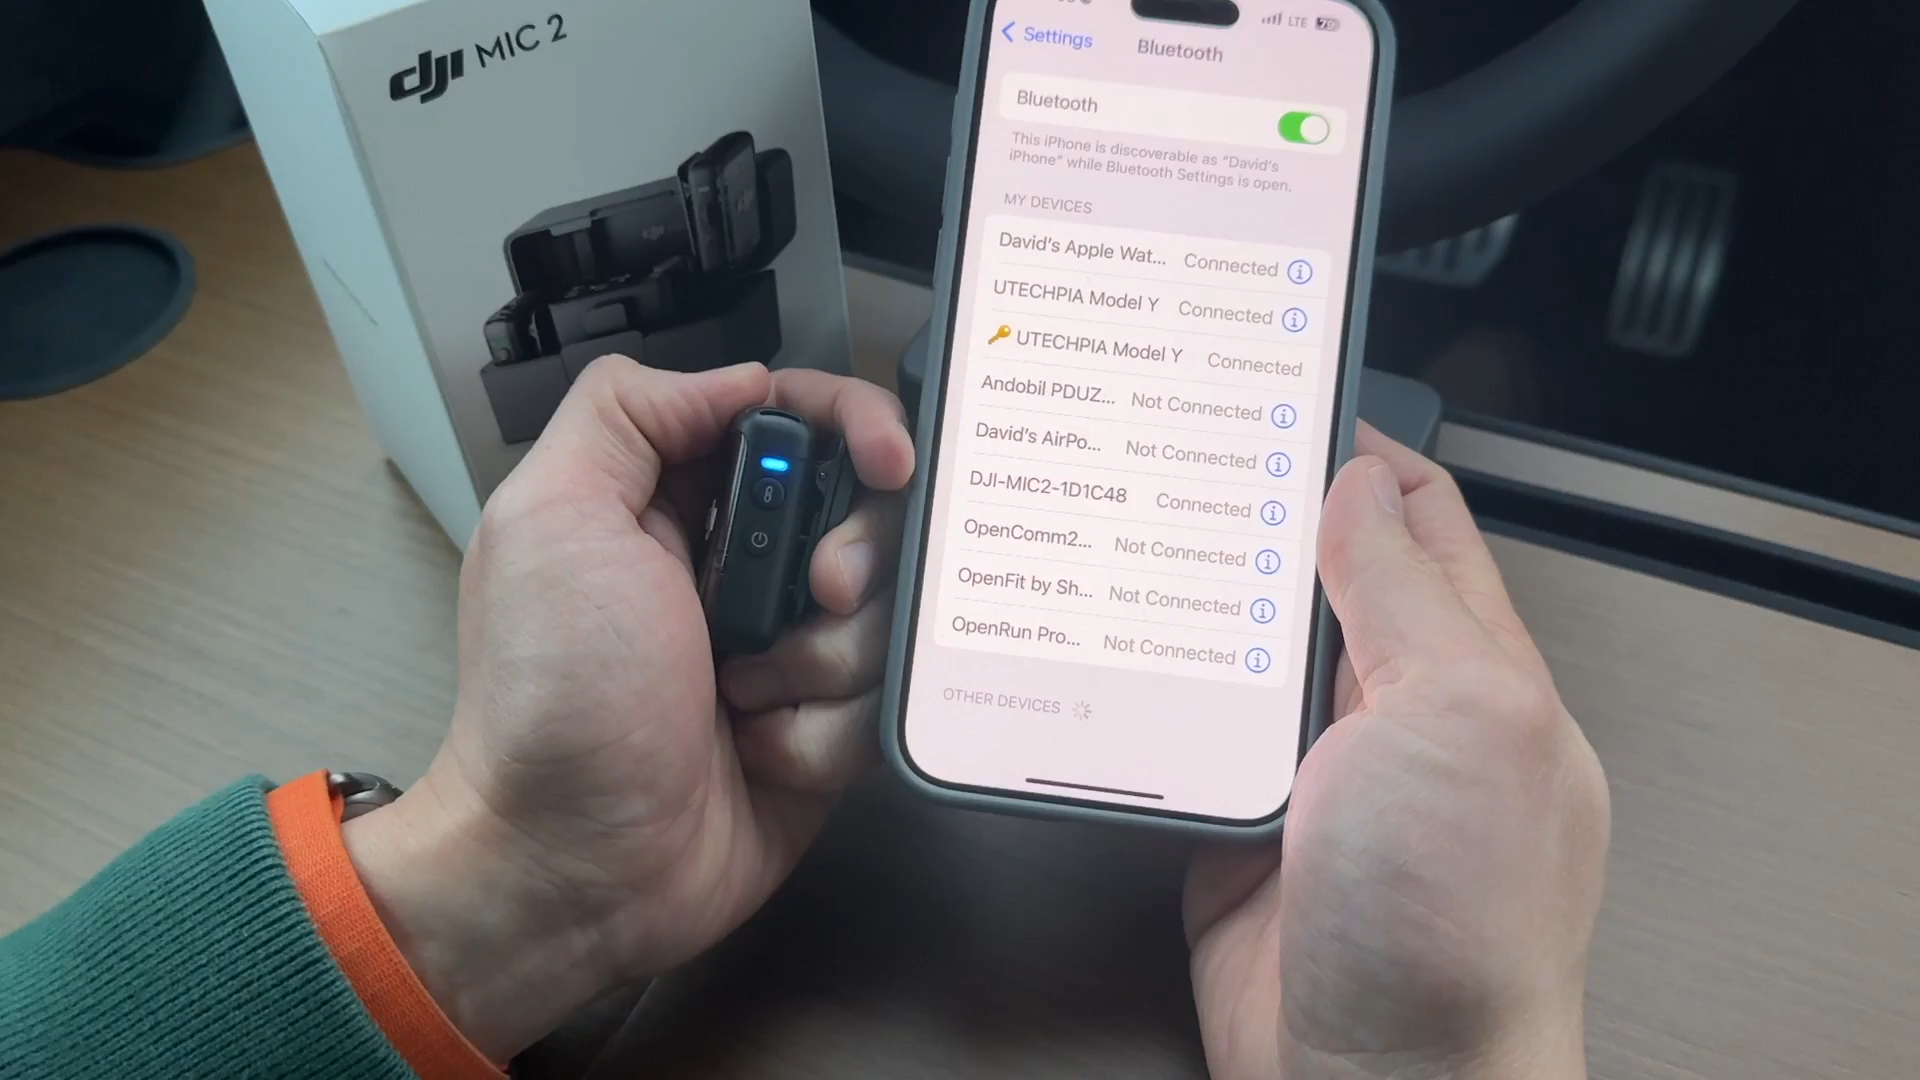 dji MIC 2
LTE 79
Settings
Bluetooth
Bluetooth
This iPhone is discoverable as “David’s
iPhone” while Bluetooth Settings is open.
MY DEVICES
David’s Apple Wat... Connected
UTECHPIA Model Y Connected
🔑 UTECHPIA Model Y Connected
Andobil PDUZ... Not Connected
David’s AirPo... Not Connected
DJI-MIC2-1D1C48 Connected
OpenComm2... Not Connected
OpenFit by Sh... Not Connected
OpenRun Pro... Not Connected
OTHER DEVICES